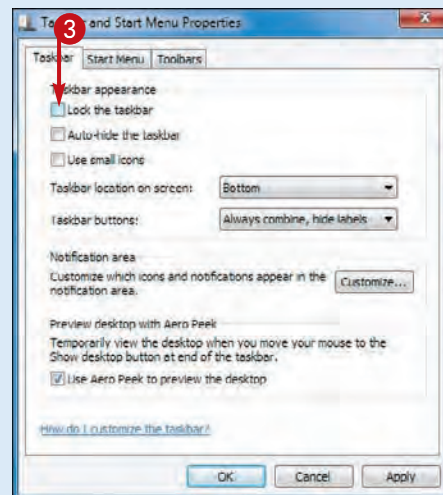 3
Taskbar and Start Menu Properties
Taskbar Start Menu Toolbars
Taskbar appearance
Lock the taskbar
Auto-hide the taskbar
Use small icons
Taskbar location on screen: Bottom
Taskbar buttons: Always combine, hide labels
Notification area
Customize which icons and notifications appear in the
notification area.
Customize...
Preview desktop with Aero Peek
Temporarily view the desktop when you move your mouse to the
Show desktop button at end of the taskbar.
Use Aero Peek to preview the desktop
How do I customize the taskbar?
OK Cancel Apply